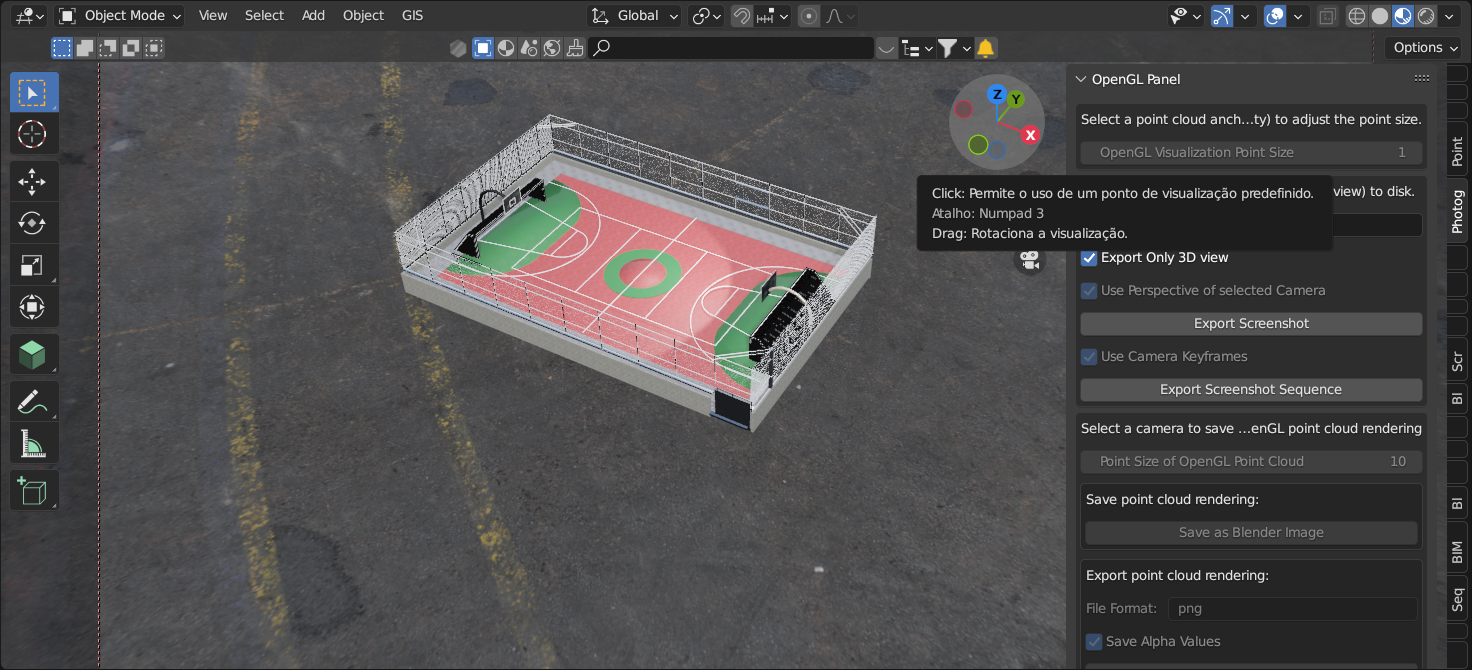 Object Mode View Select Add Object GIS Global
Options
OpenGL Panel
Select a point cloud anch...ty) to adjust the point size.
OpenGL Visualization Point Size 1
Z Y X
Click: Permite o uso de um ponto de visualização predefinido.
Atalho: Numpad 3
Drag: Rotaciona a visualização.
view) to disk.
Export Only 3D view
Use Perspective of selected Camera
Export Screenshot
Use Camera Keyframes
Export Screenshot Sequence
Select a camera to save ...enGL point cloud rendering
Point Size of OpenGL Point Cloud 10
Save point cloud rendering:
Save as Blender Image
Export point cloud rendering:
File Format: png
Save Alpha Values
Point
Photog
Scr
BI
BI
BIM
Seq